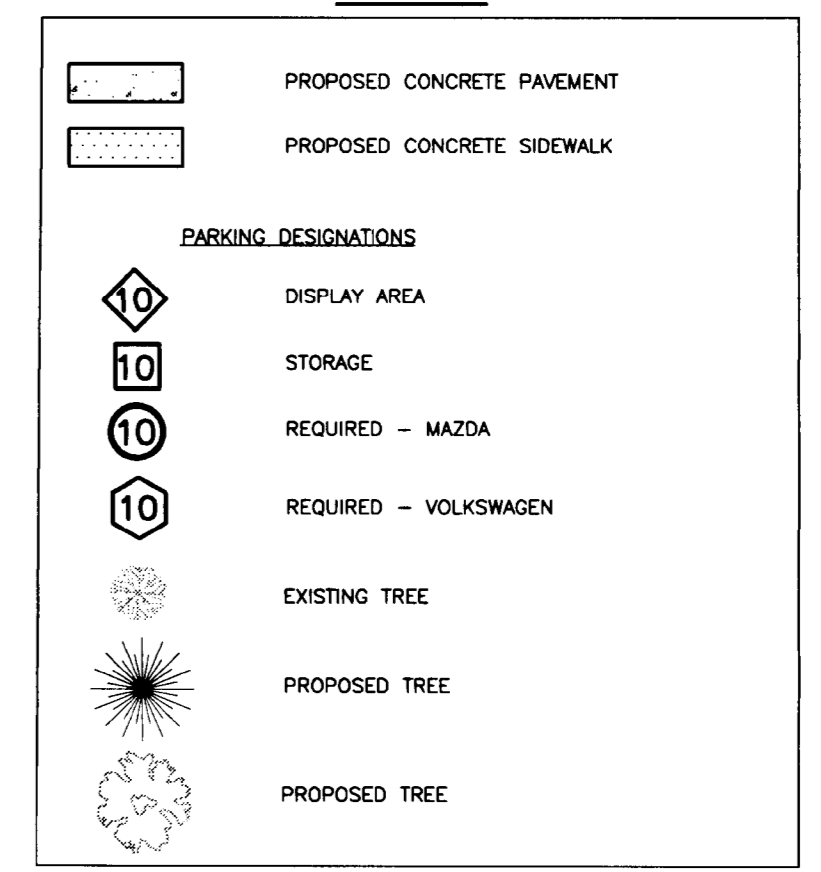 PROPOSED CONCRETE PAVEMENT
PROPOSED CONCRETE SIDEWALK
PARKING DESIGNATIONS
10 DISPLAY AREA
10 STORAGE
10 REQUIRED – MAZDA
10 REQUIRED – VOLKSWAGEN
EXISTING TREE
PROPOSED TREE
PROPOSED TREE